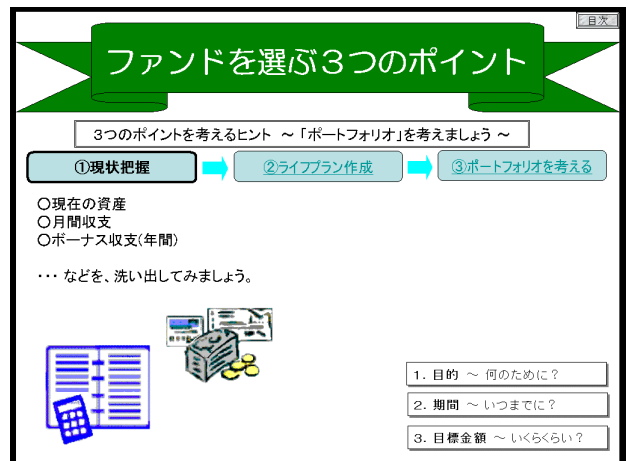 目次
ファンドを選ぶ3つのポイント
3つのポイントを考えるヒント ～「ポートフォリオ」を考えましょう～
①現状把握
②ライフプラン作成
③ポートフォリオを考える
○現在の資産
○月間収支
○ボーナス収支(年間)
・・・ などを、洗い出してみましょう。
1. 目的 ～ 何のために？
2. 期間 ～ いつまでに？
3. 目標金額 ～ いくらくらい？